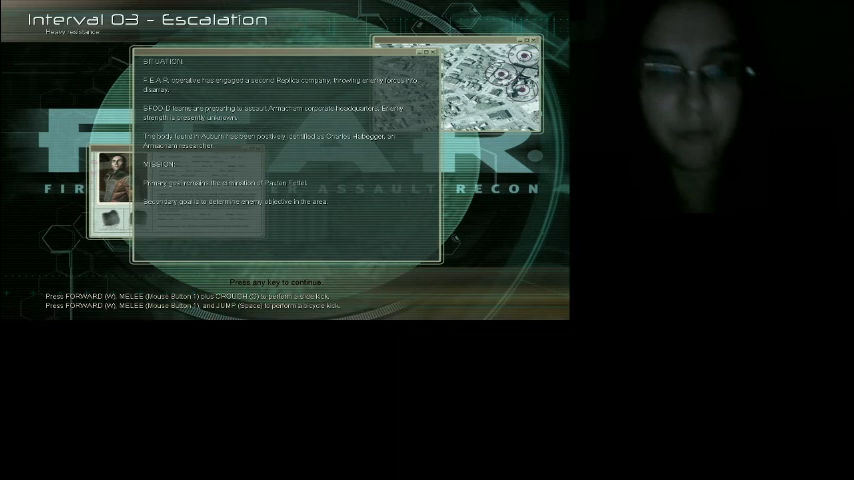 Interval 03 - Escalation
Heavy resistance
SITUATION:
F.E.A.R. operative has engaged a second Replica company, throwing enemy forces into
disarray.
SFOD-D teams are preparing to assault Armacham corporate headquarters. Enemy
strength is presently unknown.
The body found in Auburn has been positively identified as Charles Habegger, an
Armacham researcher.
MISSION:
Primary goal remains the elimination of Paxton Fettel.
Secondary goal is to determine enemy objective in the area.
ASSAULT RECON
Press any key to continue.
Press FORWARD (W), MELEE (Mouse Button 1) plus CROUCH (C) to perform a slide kick.
Press FORWARD (W), MELEE (Mouse Button 1), and JUMP (Space) to perform a bicycle kick.